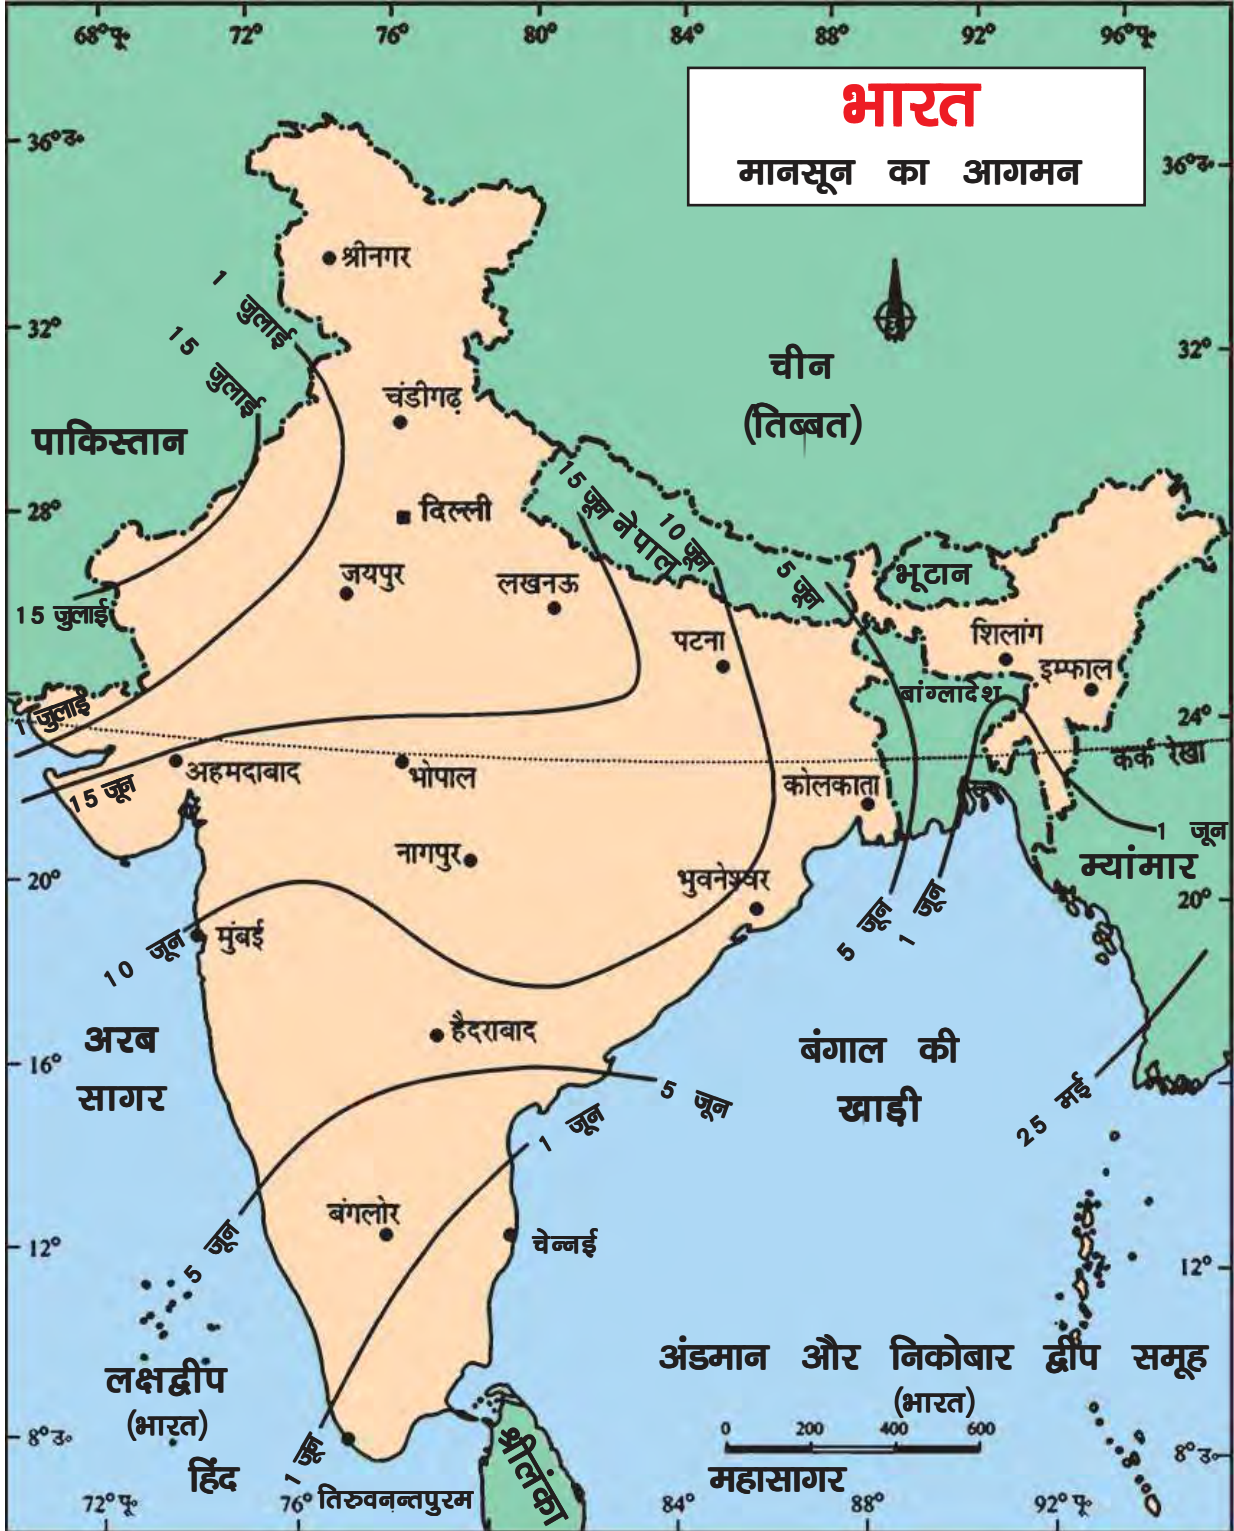 68°पू॰
72°
76°
80°
84°
88°
92°
96°पू॰
भारत
मानसून का आगमन
36°उ॰
36°उ॰
श्रीनगर
1 जुलाई
15 जुलाई
32°
32°
चीन
(तिब्बत)
चंडीगढ़
पाकिस्तान
28°
दिल्ली
15 जून
नेपाल
10 जून
5 जून
भूटान
जयपुर
लखनऊ
15 जुलाई
पटना
शिलांग
इम्फाल
बांग्लादेश
1 जुलाई
24°
कर्क रेखा
15 जून
अहमदाबाद
भोपाल
कोलकाता
1 जून
म्यांमार
नागपुर
भुवनेश्वर
20°
20°
5 जून
1 जून
10 जून
मुंबई
हैदराबाद
अरब
सागर
बंगाल की
खाड़ी
16°
5 जून
1 जून
25 मई
बंगलोर
चेन्नई
12°
12°
5 जून
लक्षद्वीप
(भारत)
अंडमान और निकोबार द्वीप समूह
(भारत)
0 200 400 600
8°उ॰
8°उ॰
1 जून
हिंद
महासागर
श्रीलंका
तिरुवनन्तपुरम
72°पू॰
76°
84°
88°
92°पू॰